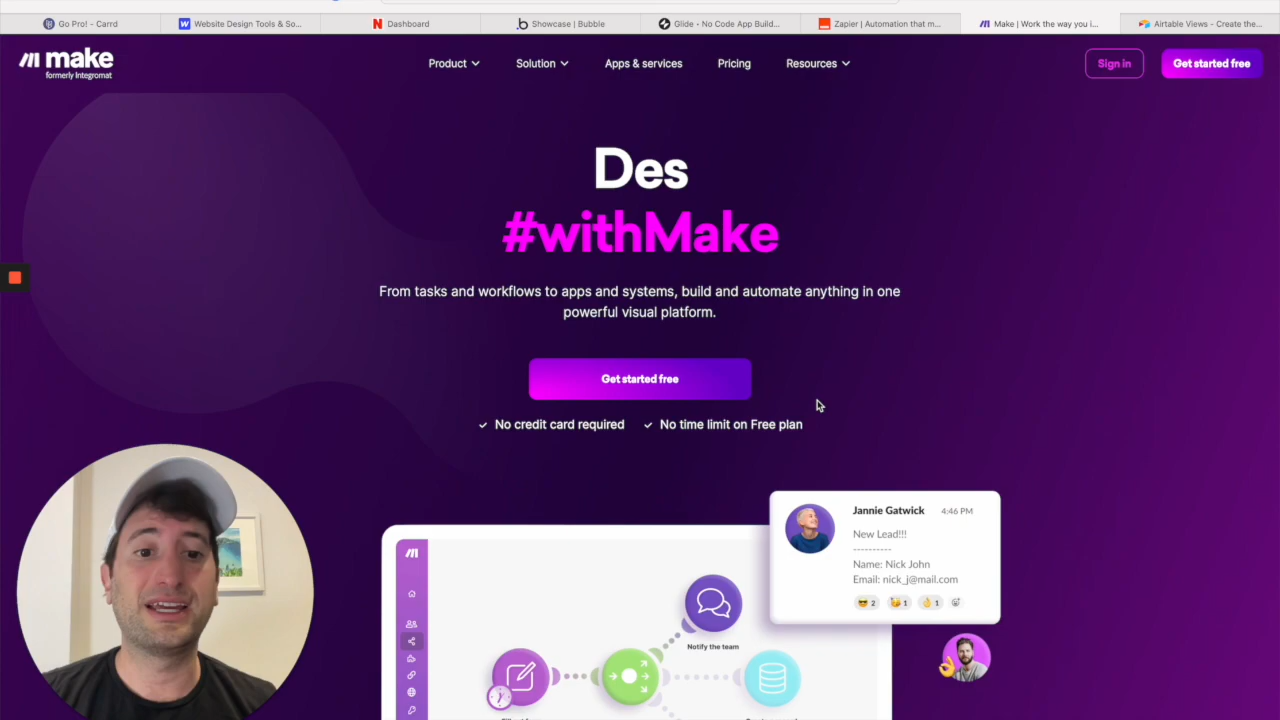 Go Pro! - Carrd
Website Design Tools & So...
Dashboard
Showcase | Bubble
Glide • No Code App Build...
Zapier | Automation that m...
Make | Work the way you i...
Airtable Views - Create the...
make
formerly Integromat
Product
Solution
Apps & services
Pricing
Resources
Sign in
Get started free
Des
#withMake
From tasks and workflows to apps and systems, build and automate anything in one
powerful visual platform.
Get started free
No credit card required
No time limit on Free plan
Jannie Gatwick 4:46 PM
New Lead!!!
----------
Name: Nick John
Email: nick_j@mail.com
2
1
1
Notify the team